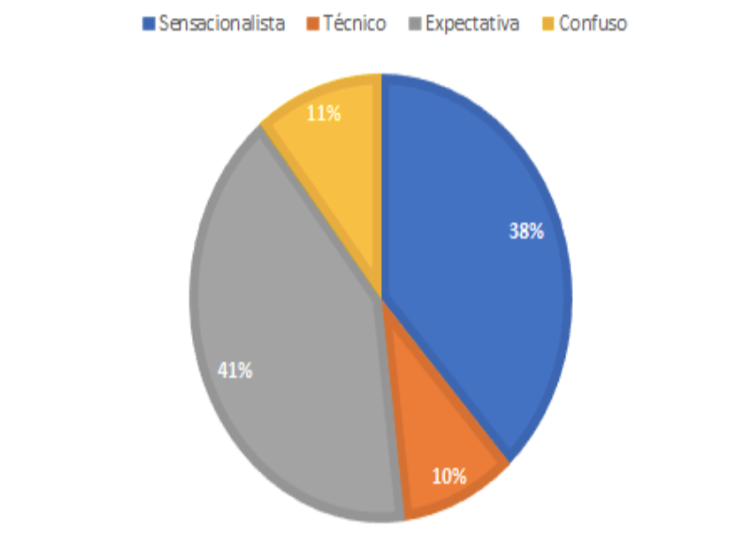 Sensacionalista Técnico Expectativa Confuso
11%
38%
41%
10%